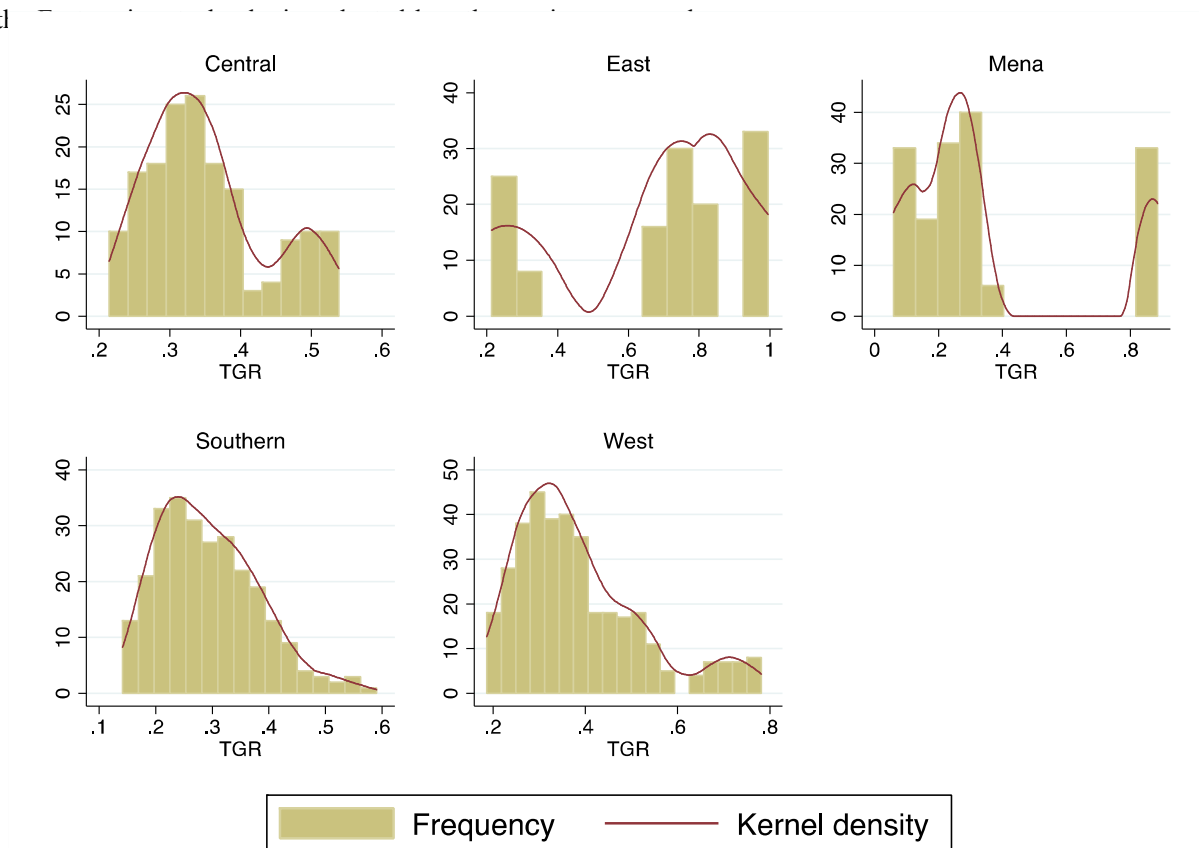 Central
East
Mena
0 5 10 15 20 25
.2 .3 .4 .5 .6
TGR
0 10 20 30 40
.2 .4 .6 .8 1
TGR
0 10 20 30 40
0 .2 .4 .6 .8
TGR
Southern
West
0 10 20 30 40
.1 .2 .3 .4 .5 .6
TGR
0 10 20 30 40 50
.2 .4 .6 .8
TGR
Frequency
Kernel density